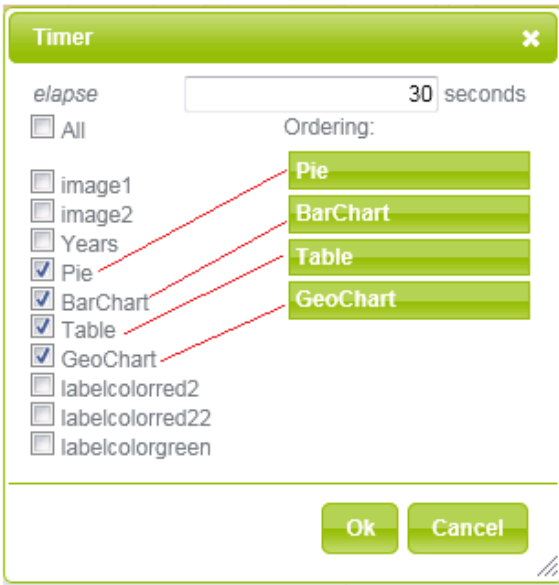 Timer
elapse 30 seconds
All Ordering:
Pie
image1
BarChart
image2
Years
Table
Pie
BarChart
GeoChart
Table
GeoChart
labelcolorred2
labelcolorred22
labelcolorgreen
Ok Cancel